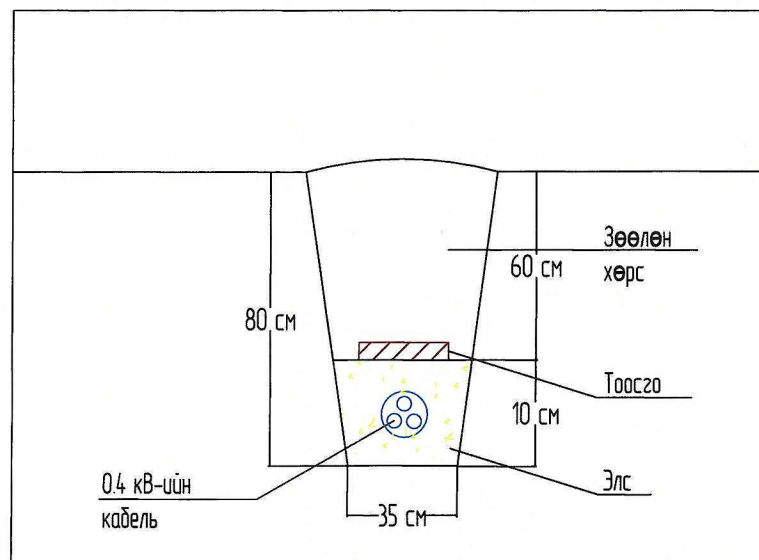 Зөөлөн
хөрс
60 см
80 см
Тоосго
10 см
0.4 кВ-ийн
кабель
Элс
35 см